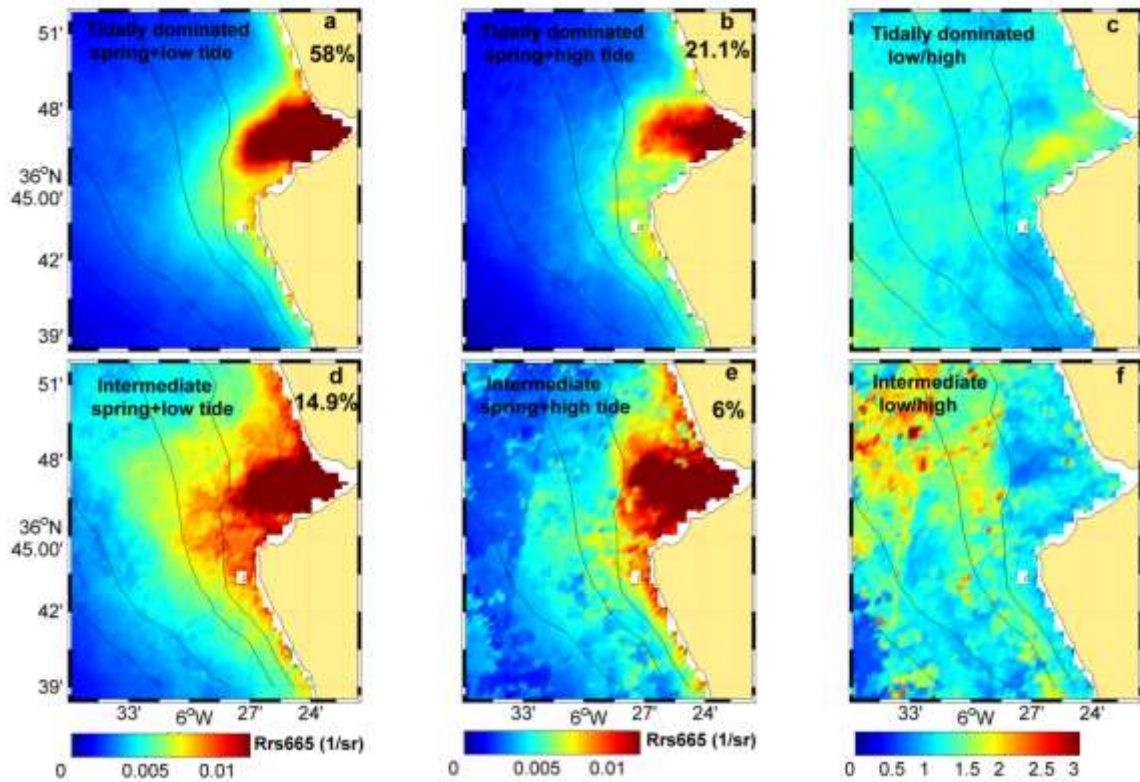 51'
48'
36°N
45.00'
42'
39'
Tidally dominated
spring+low tide
a
58%
Tidally dominated
spring+high tide
b
21.1%
Tidally dominated
low/high
c
51'
48'
36°N
45.00'
42'
39'
Intermediate
spring+low tide
d
14.9%
Intermediate
spring+high tide
e
6%
Intermediate
low/high
f
33' 6°W 27' 24'
33' 6°W 27' 24'
33' 6°W 27' 24'
Rrs665 (1/sr)
0 0.005 0.01
Rrs665 (1/sr)
0 0.005 0.01
0 0.5 1 1.5 2 2.5 3